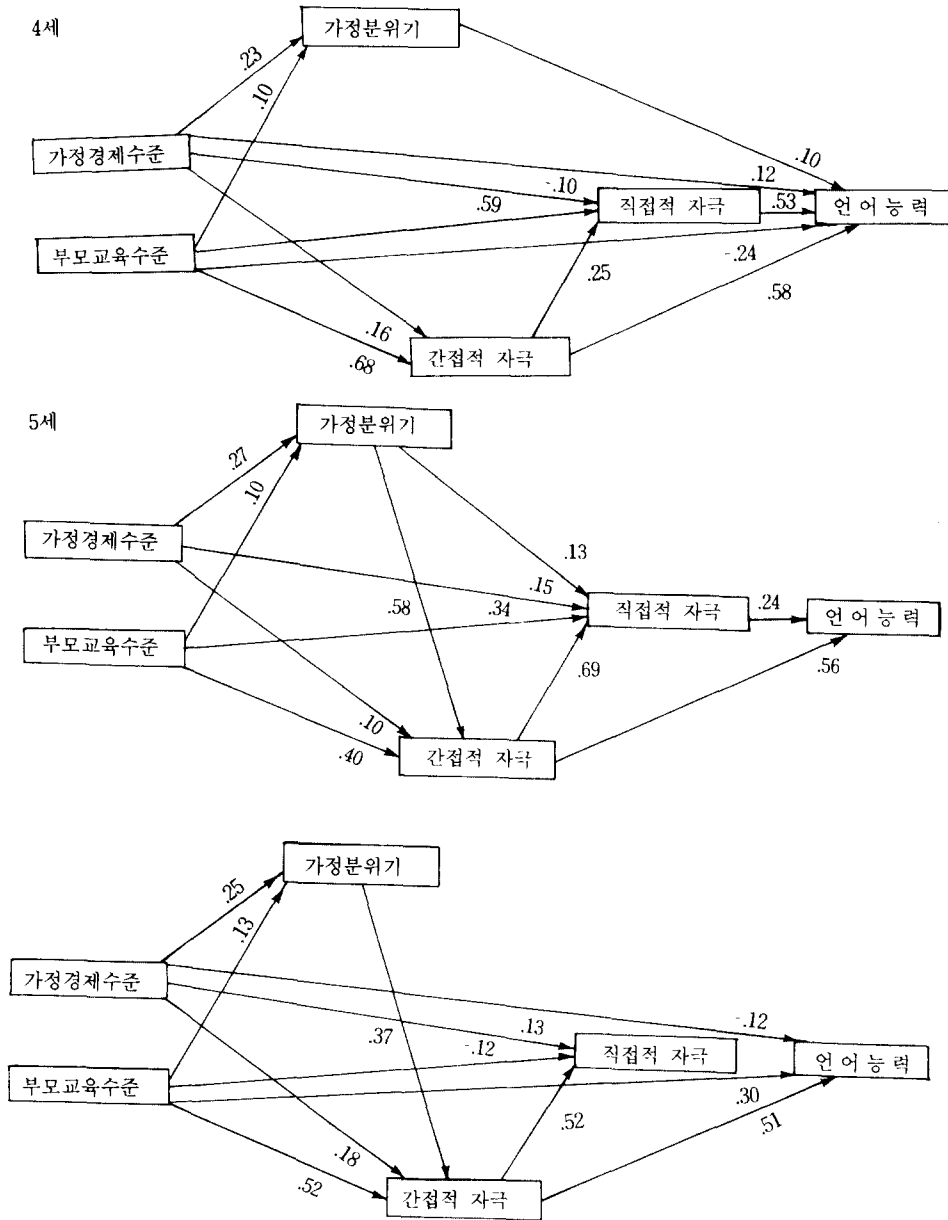 4세
가정분위기
.23
.10
가정경제수준
.10
.12
-.10
직접적 자극
.53
언어능력
.59
부모교육수준
-.24
.25
.58
.16
간접적 자극
.68
5세
가정분위기
.27
.10
가정경제수준
.13
.15
.58
.34
직접적 자극
.24
언어능력
부모교육수준
.69
.56
.10
간접적 자극
.40
가정분위기
.25
.13
가정경제수준
-.12
.37
.13
-.12
직접적 자극
언어능력
부모교육수준
.30
.52
.51
.18
간접적 자극
.52